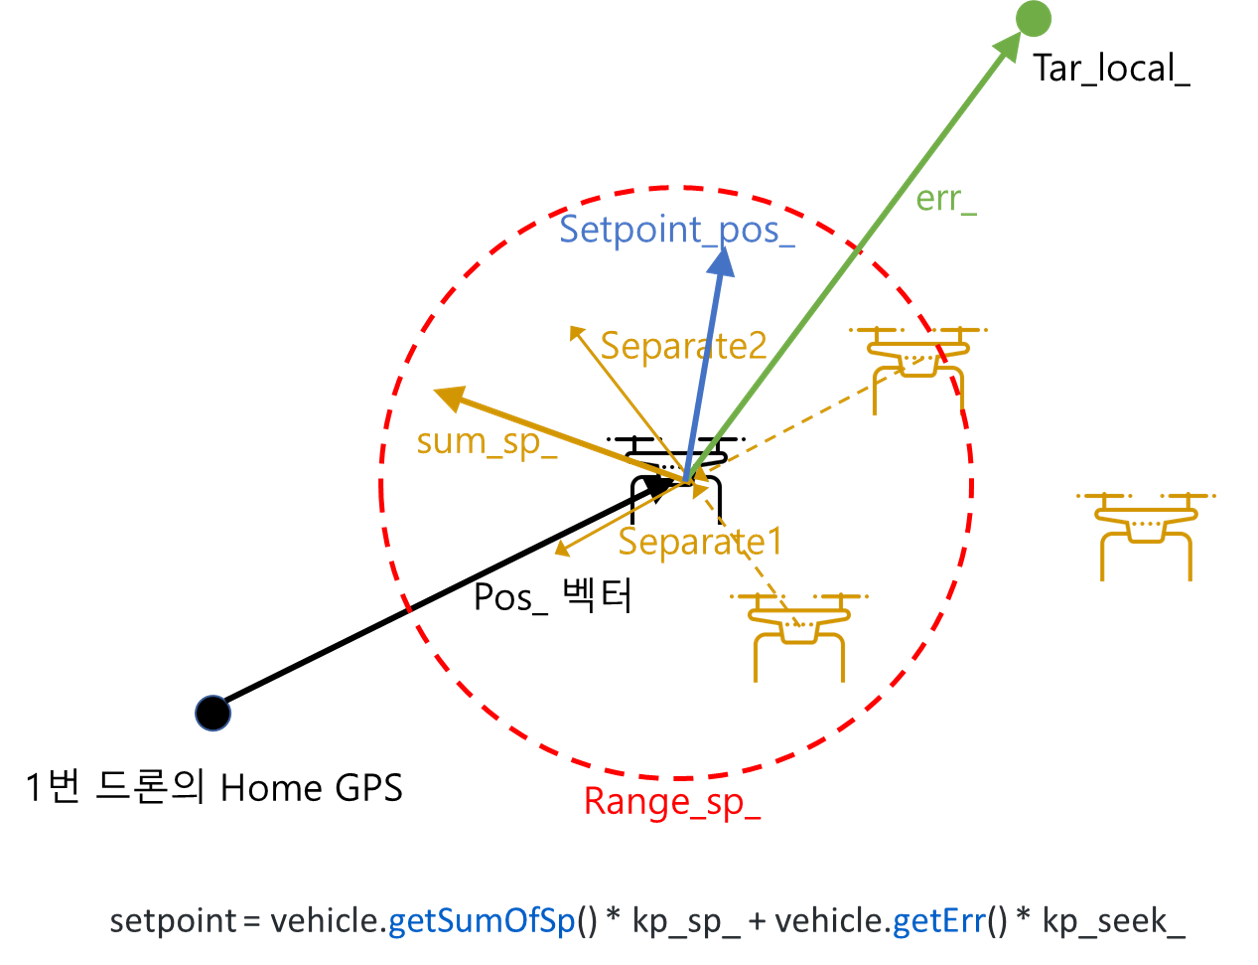 Tar_local_
err_
Setpoint_pos_
Separate2
sum_sp_
Separate1
Pos_ 벡터
1번 드론의 Home GPS
Range_sp_
setpoint = vehicle.getSumOfSp() * kp_sp_ + vehicle.getErr() * kp_seek_